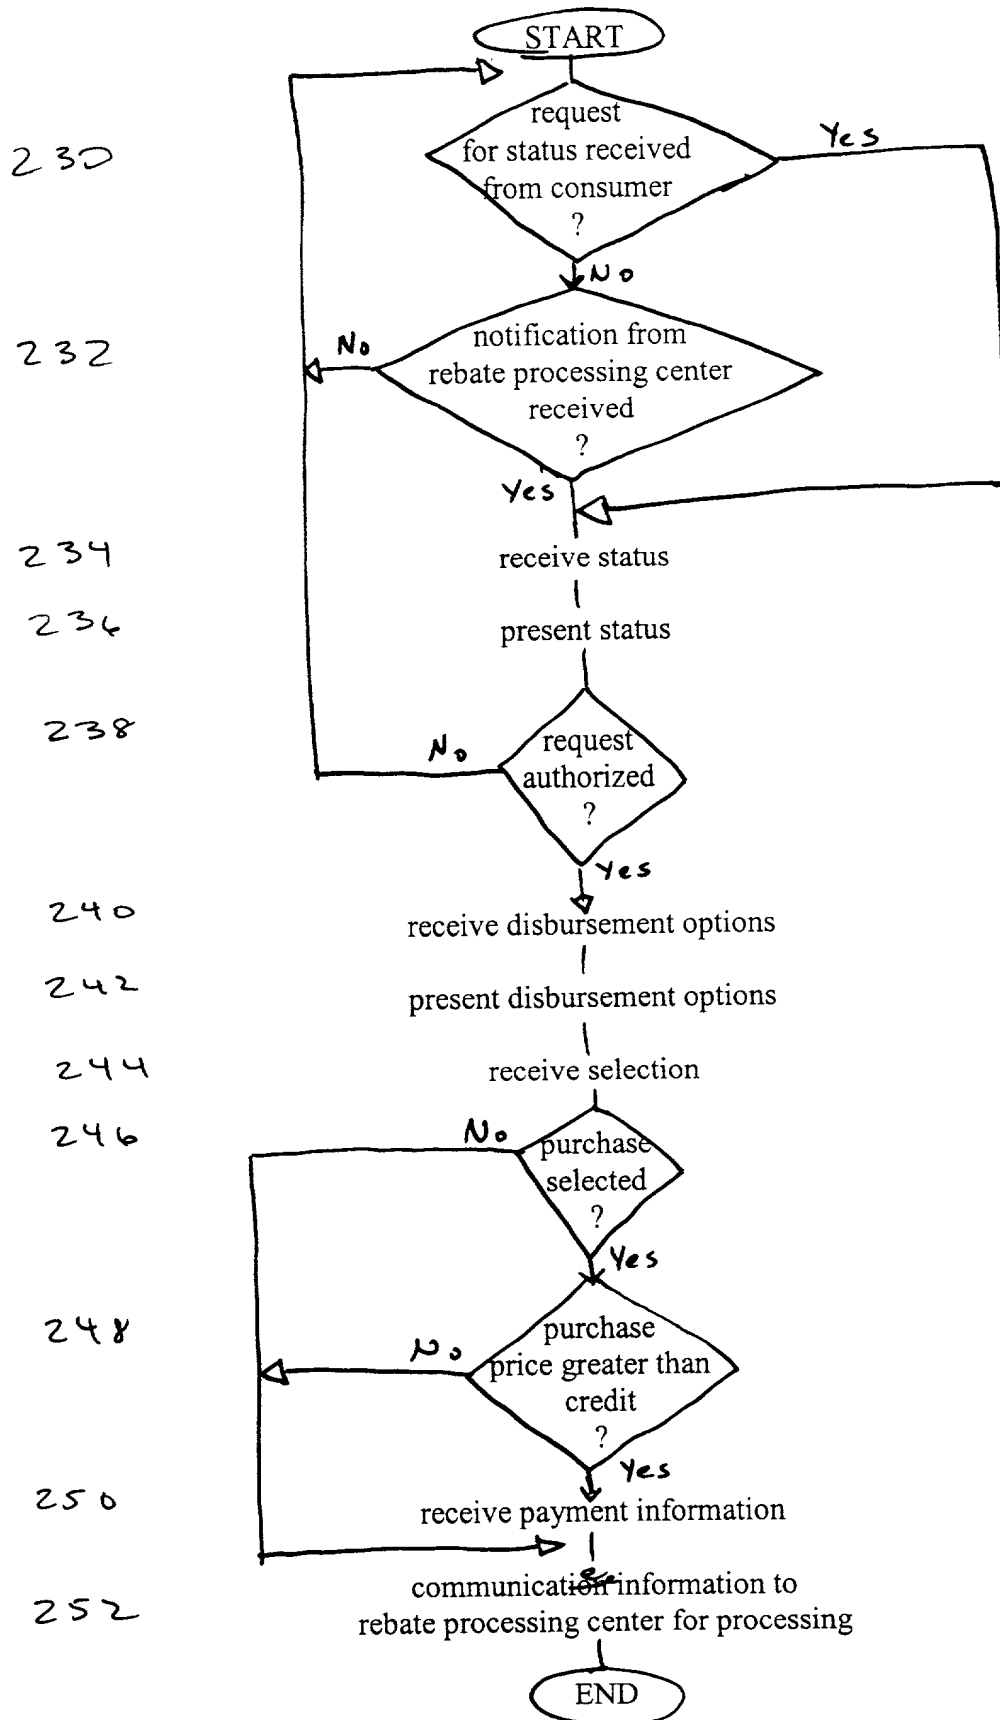 START
request
230
for status received
Yes
from consumer
?
No
notification from
232
No
rebate processing center
received
?
Yes
234
receive status
236
present status
238
No
request
authorized
?
Yes
240
receive disbursement options
242
present disbursement options
244
receive selection
246
No
purchase
selected
?
Yes
248
purchase
No
price greater than
credit
?
Yes
250
receive payment information
communication e information to
252
rebate processing center for processing
END